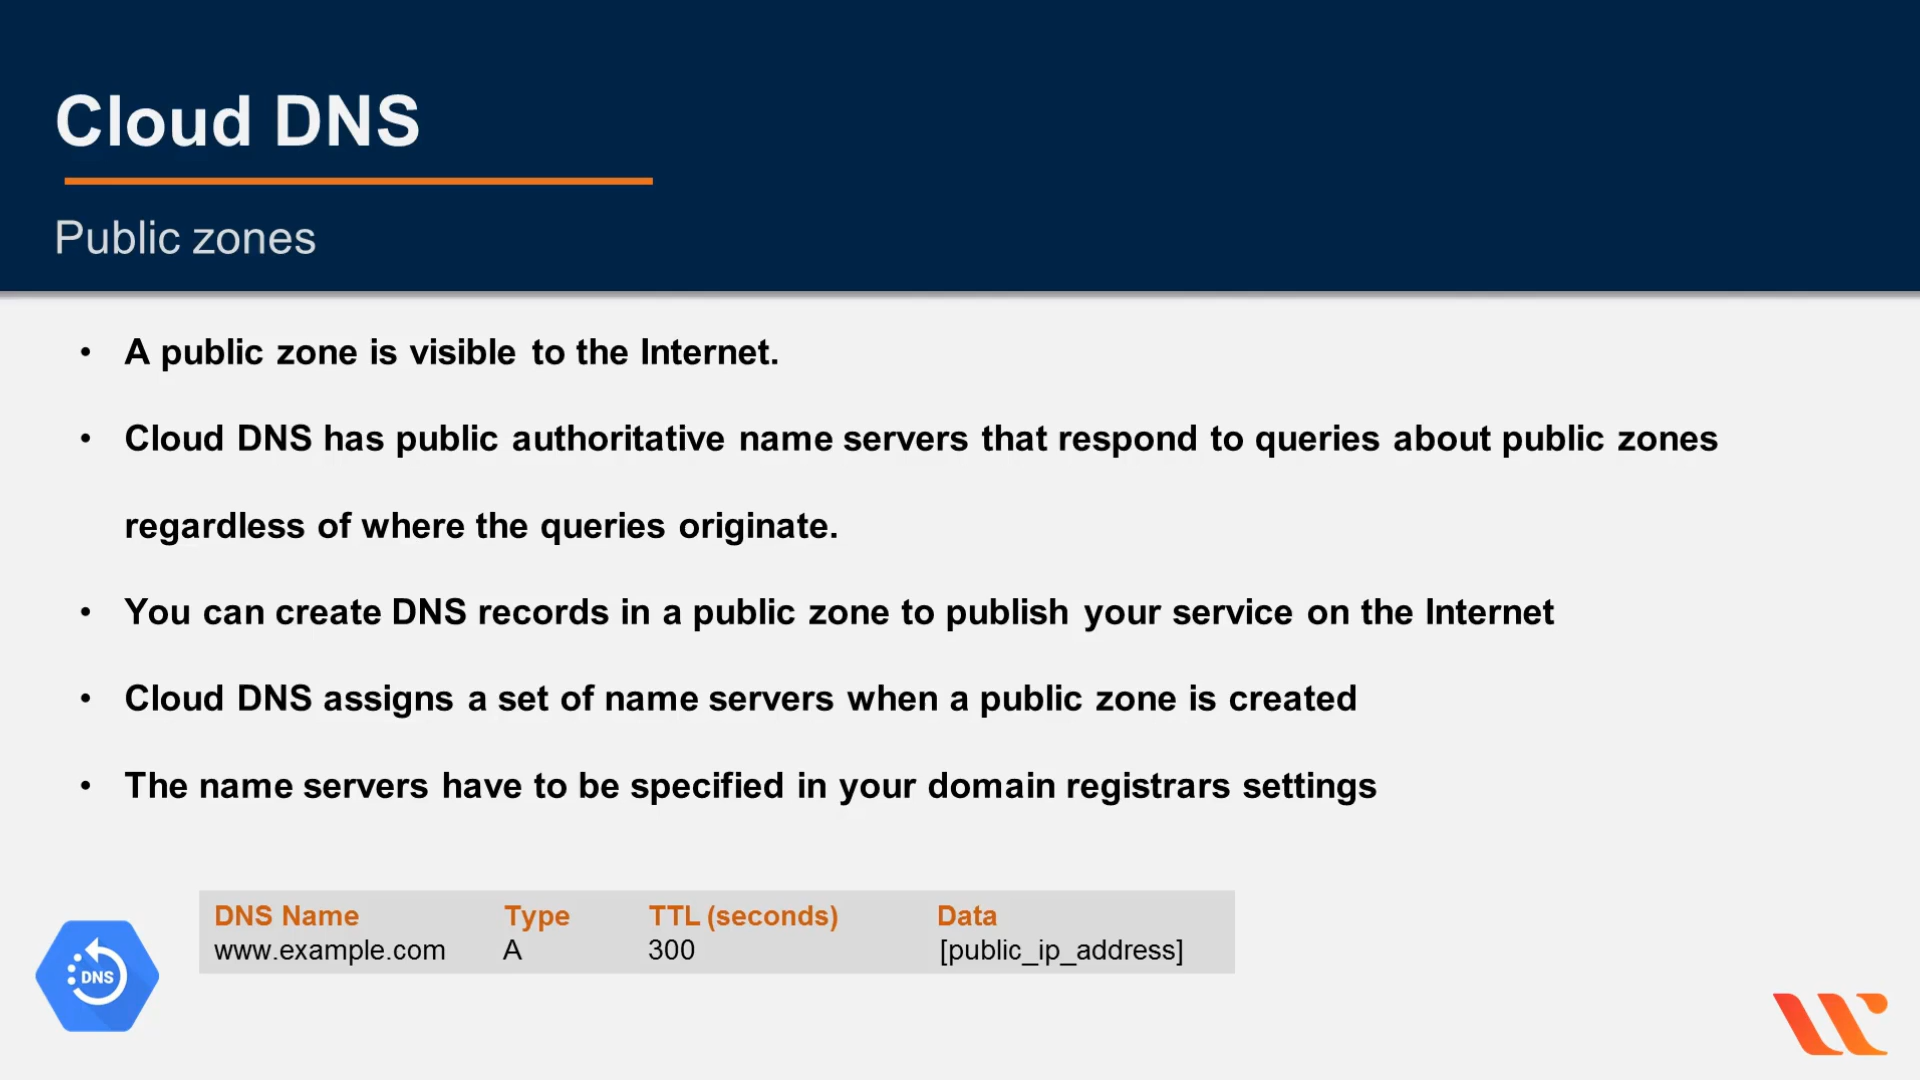 Cloud DNS
Public zones
• A public zone is visible to the Internet.
• Cloud DNS has public authoritative name servers that respond to queries about public zones
regardless of where the queries originate.
• You can create DNS records in a public zone to publish your service on the Internet
• Cloud DNS assigns a set of name servers when a public zone is created
• The name servers have to be specified in your domain registrars settings
DNS Name Type TTL (seconds) Data
www.example.com A 300 [public_ip_address]
DNS